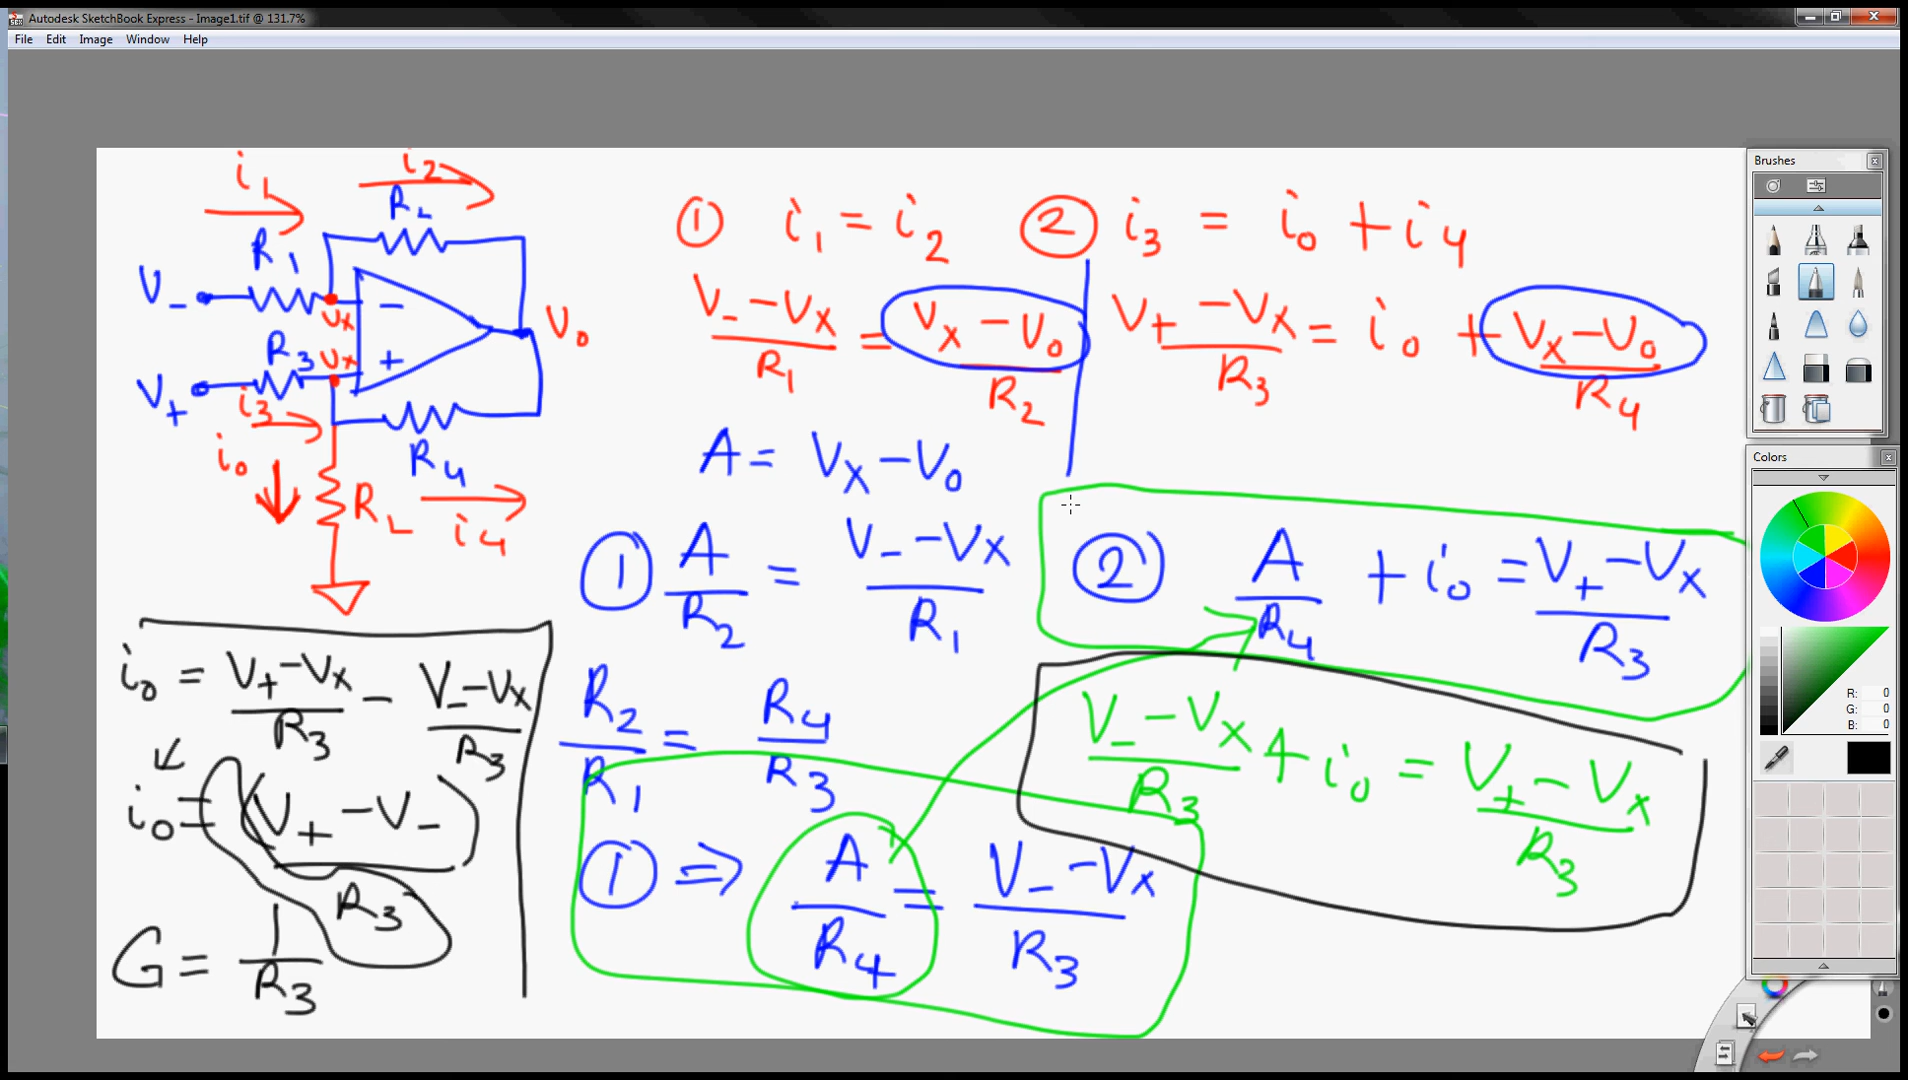 Autodesk SketchBook Express - Image1.tif @ 131.7%
File Edit Image Window Help
i1
i2
R2
R1
V-
Vx
Vo
R3
Vx
V+
-
+
i3
io
R4
RL
i4
① i1 = i2
② i3 = io + i4
V- - Vx / R1 = Vx - Vo / R2
V+ - Vx / R3 = io + Vx - Vo / R4
A = Vx - Vo
① A / R2 = V- - Vx / R1
② A / R4 + io = V+ - Vx / R3
R2 / R1 = R4 / R3
V- - Vx / R3 + io = V+ - Vx / R3
① ⇒ A / R4 = V- - Vx / R3
io = V+ - Vx / R3 - V- - Vx / R3
io = (V+ - V-) / R3
G = 1 / R3
Brushes
Colors
R: 0
G: 0
B: 0